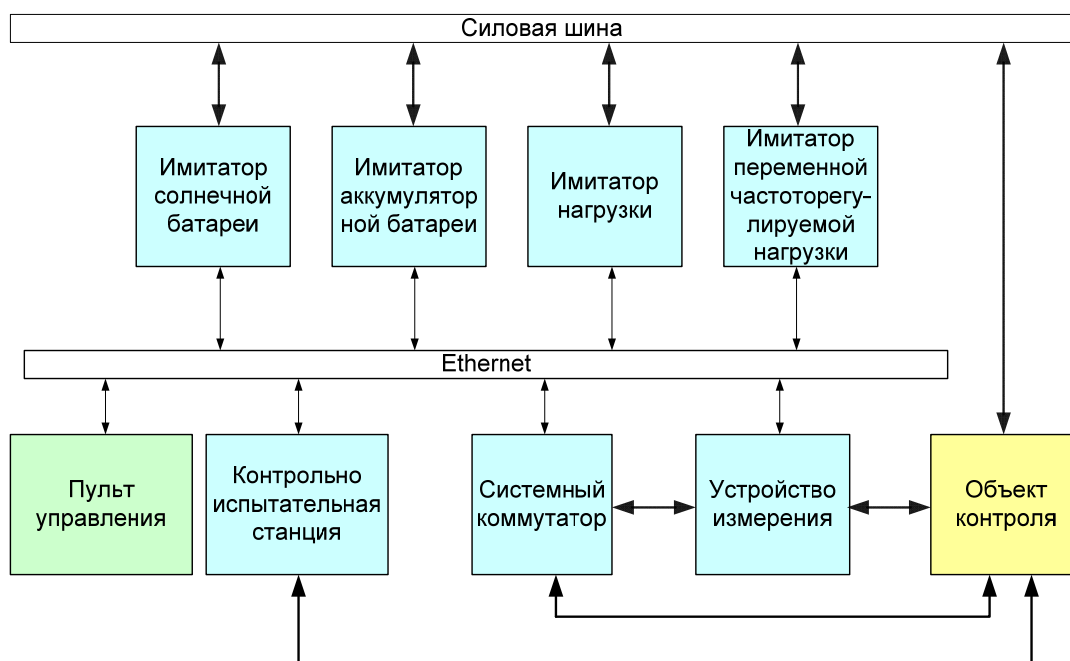 Силовая шина
Имитатор
солнечной
батареи
Имитатор
аккумулятор
ной батареи
Имитатор
нагрузки
Имитатор
переменной
частоторегу-
лируемой
нагрузки
Ethernet
Пульт
управления
Контрольно
испытательная
станция
Системный
коммутатор
Устройство
измерения
Объект
контроля